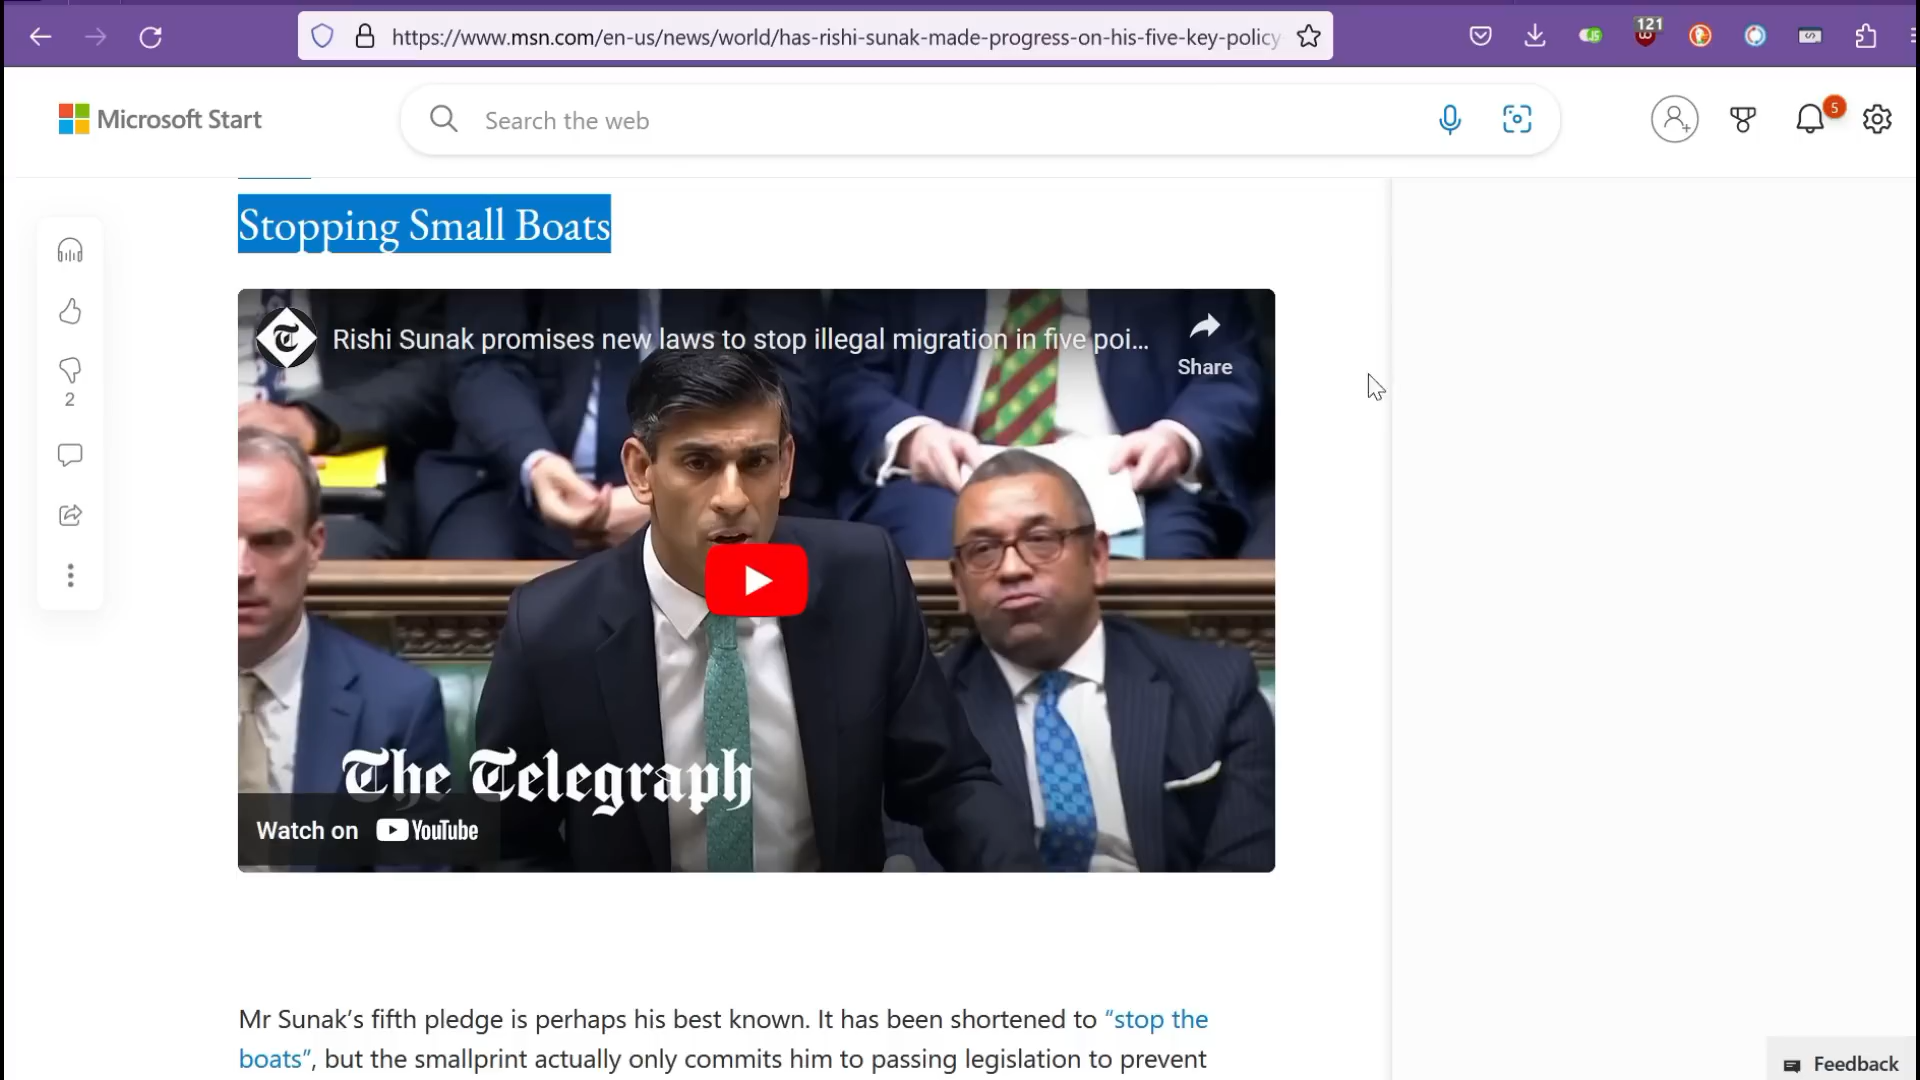 https://www.msn.com/en-us/news/world/has-rishi-sunak-made-progress-on-his-five-key-policy-
121
Microsoft Start
Search the web
5
Stopping Small Boats
Rishi Sunak promises new laws to stop illegal migration in five poi...
Share
2
The Telegraph
Watch on YouTube
Mr Sunak's fifth pledge is perhaps his best known. It has been shortened to "stop the
boats", but the smallprint actually only commits him to passing legislation to prevent
Feedback